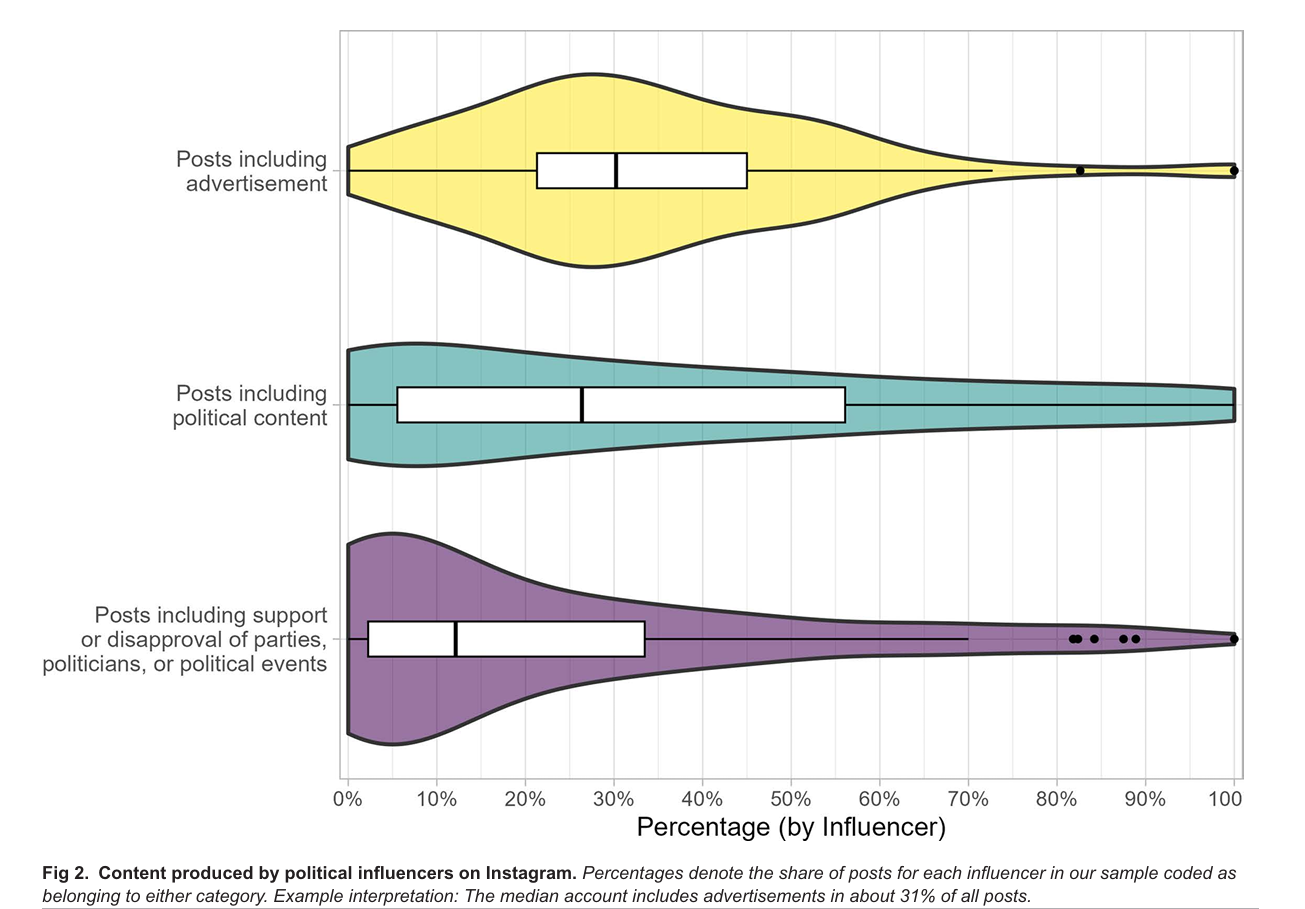 Posts including
advertisement
Posts including
political content
Posts including support
or disapproval of parties,
politicians, or political events
0% 10% 20% 30% 40% 50% 60% 70% 80% 90% 100
Percentage (by Influencer)
Fig 2. Content produced by political influencers on Instagram. Percentages denote the share of posts for each influencer in our sample coded as
belonging to either category. Example interpretation: The median account includes advertisements in about 31% of all posts.